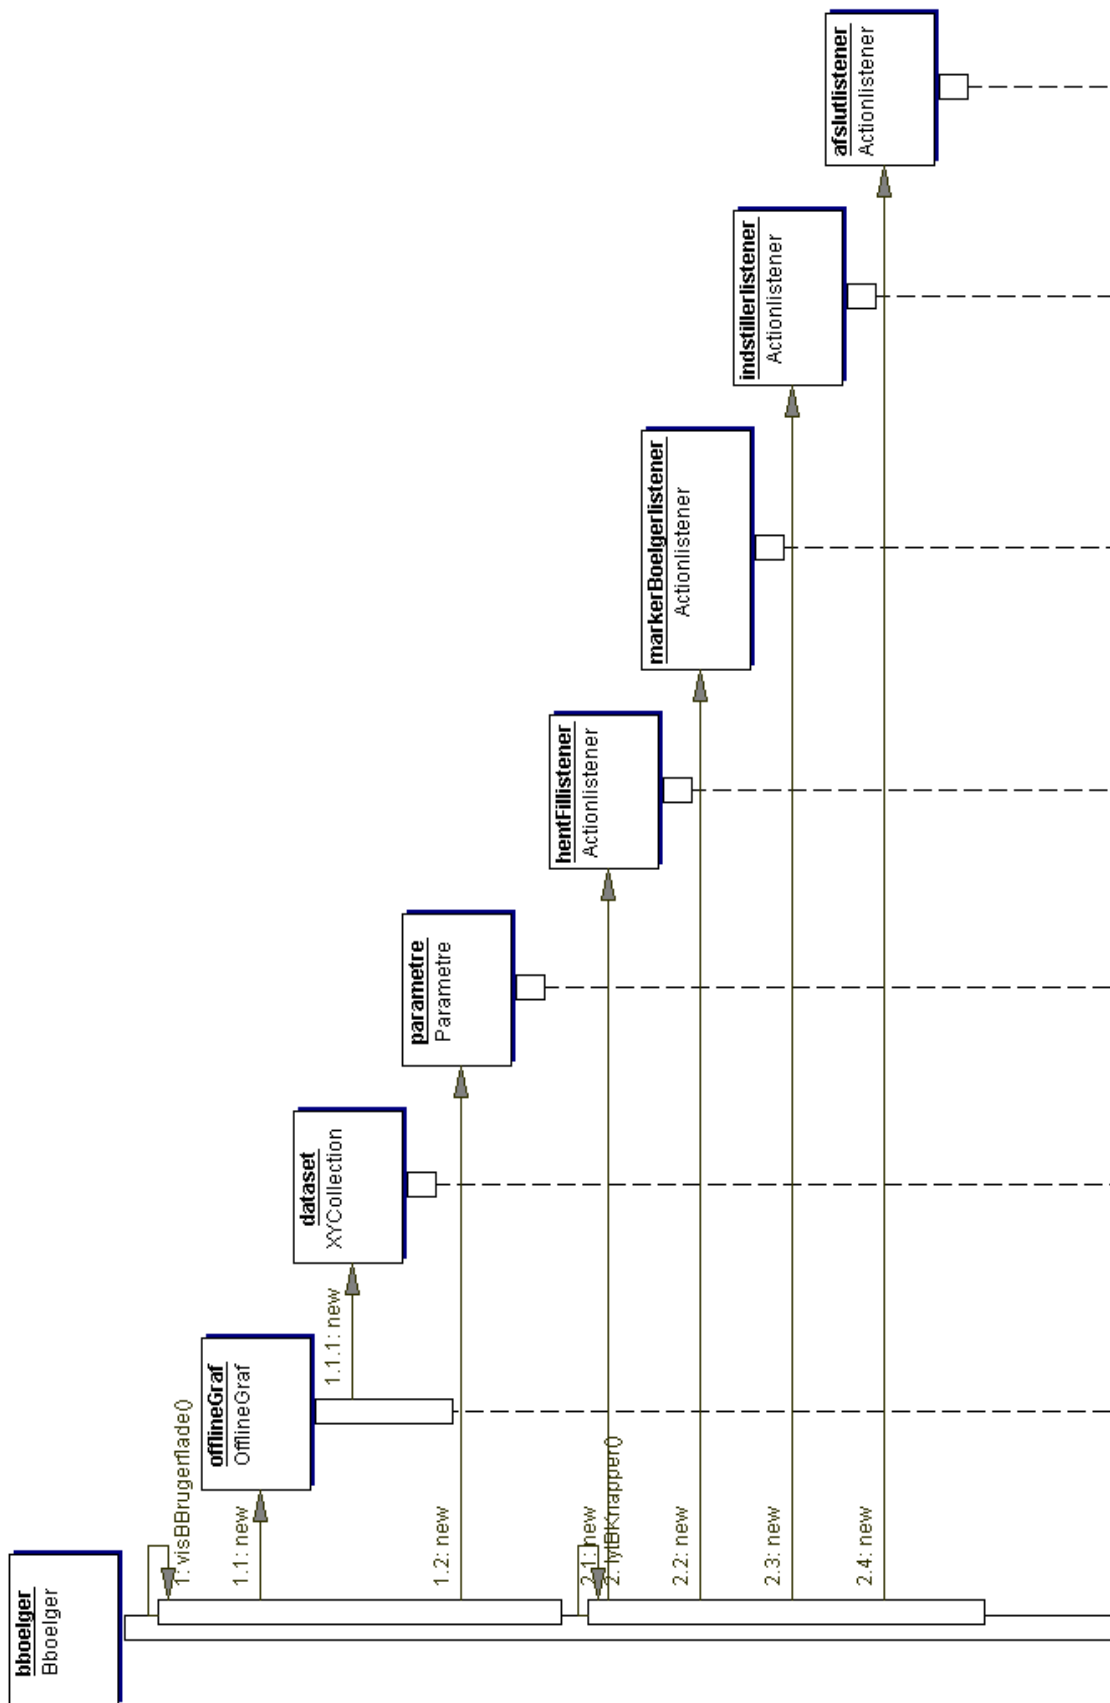 bboelger
Bboelger
offlineGraf
OfflineGraf
dataset
XYCollection
parametre
Parametre
hentFillistener
Actionlistener
markerBoelgerlistener
Actionlistener
indstillerlistener
Actionlistener
afslutlistener
Actionlistener
1: visBBrugerflade()
1.1: new
1.1.1: new
1.2: new
2.1: new
2: lytBKnapper()
2.2: new
2.3: new
2.4: new